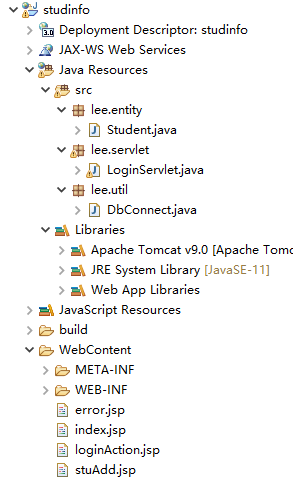 studinfo
Deployment Descriptor: studinfo
JAX-WS Web Services
Java Resources
src
lee.entity
Student.java
lee.servlet
LoginServlet.java
lee.util
DbConnect.java
Libraries
Apache Tomcat v9.0 [Apache Tomc
JRE System Library [JavaSE-11]
Web App Libraries
JavaScript Resources
build
WebContent
META-INF
WEB-INF
error.jsp
index.jsp
loginAction.jsp
stuAdd.jsp